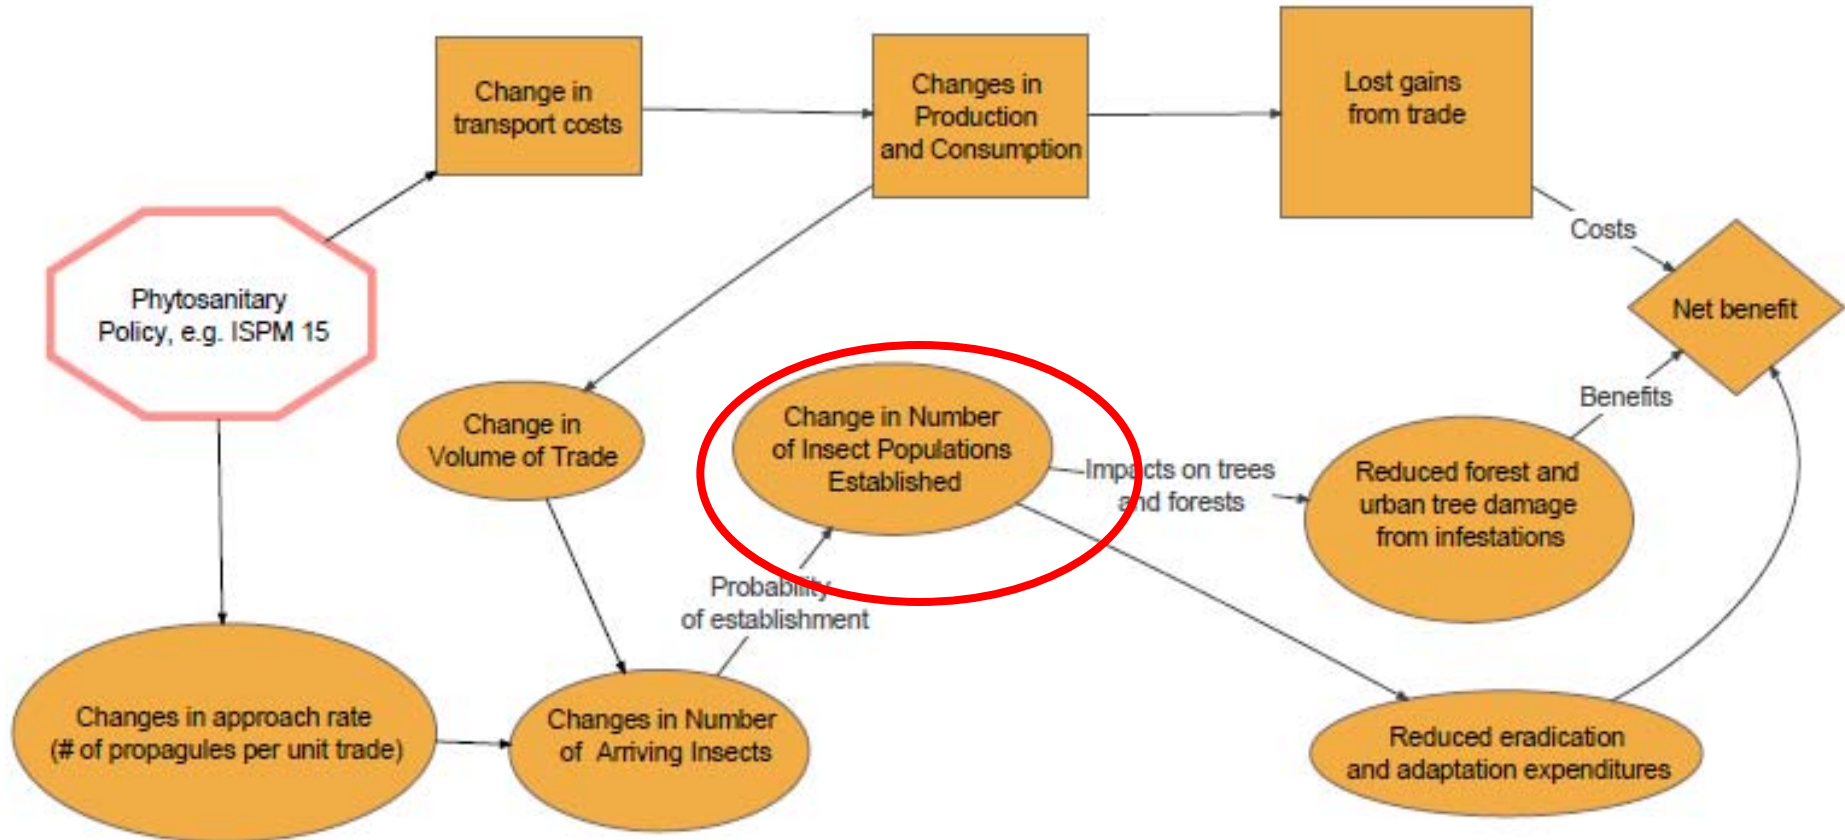 Change in
transport costs
Changes in
Production
and Consumption
Lost gains
from trade
Costs
Phytosanitary
Policy, e.g. ISPM 15
Net benefit
Change in
Volume of Trade
Change in Number
of Insect Populations
Established
Impacts on trees
and forests
Benefits
Reduced forest and
urban tree damage
from infestations
Probability
of establishment
Changes in approach rate
(# of propagules per unit trade)
Changes in Number
of Arriving Insects
Reduced eradication
and adaptation expenditures